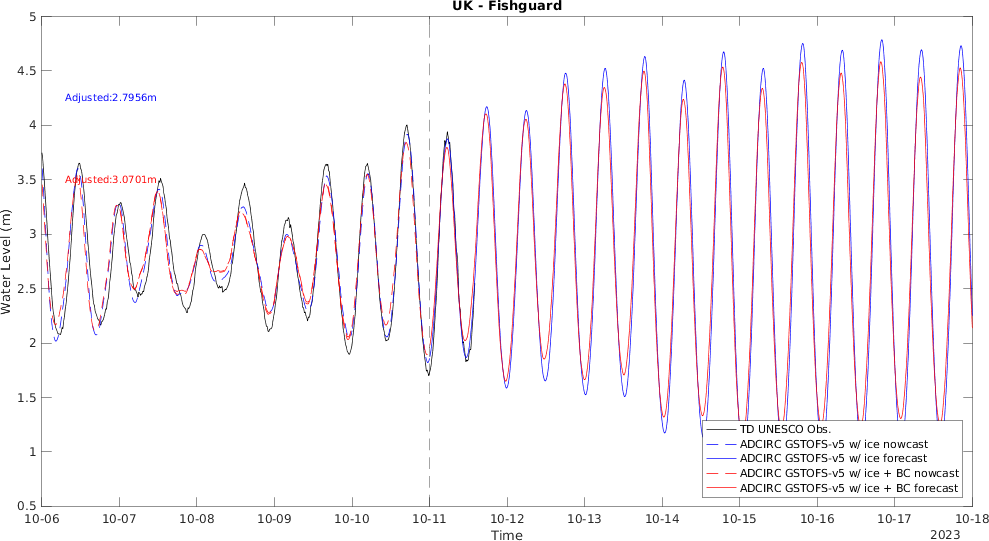 UK - Fishguard
5
4.5
4
3.5
3
2.5
2
1.5
1
0.5
Water Level (m)
Adjusted:2.7956m
Adjusted:3.0701m
TD UNESCO Obs.
ADCIRC GSTOFS-v5 w/ ice nowcast
ADCIRC GSTOFS-v5 w/ ice forecast
ADCIRC GSTOFS-v5 w/ ice + BC nowcast
ADCIRC GSTOFS-v5 w/ ice + BC forecast
10-06 10-07 10-08 10-09 10-10 10-11 10-12 10-13 10-14 10-15 10-16 10-17 10-18
Time
2023